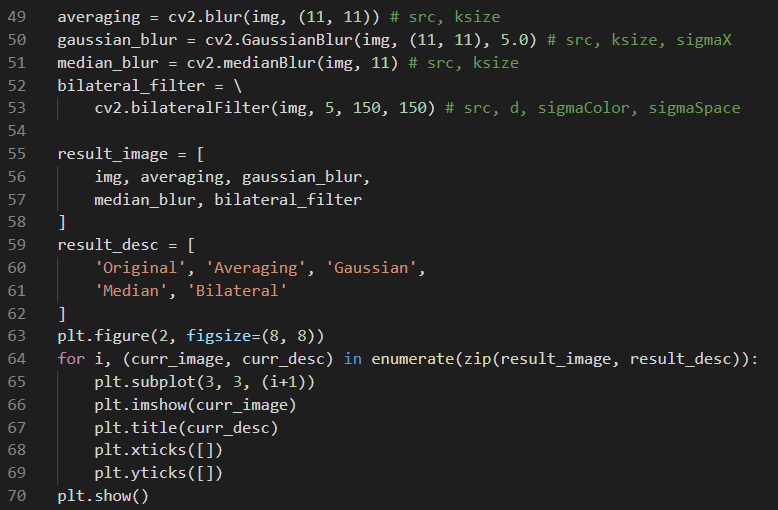 49 averaging = cv2.blur(img, (11, 11)) # src, ksize
50 gaussian_blur = cv2.GaussianBlur(img, (11, 11), 5.0) # src, ksize, sigmaX
51 median_blur = cv2.medianBlur(img, 11) # src, ksize
52 bilateral_filter = \
53     cv2.bilateralFilter(img, 5, 150, 150) # src, d, sigmaColor, sigmaSpace
54
55 result_image = [
56     img, averaging, gaussian_blur,
57     median_blur, bilateral_filter
58 ]
59 result_desc = [
60     'Original', 'Averaging', 'Gaussian',
61     'Median', 'Bilateral'
62 ]
63 plt.figure(2, figsize=(8, 8))
64 for i, (curr_image, curr_desc) in enumerate(zip(result_image, result_desc)):
65     plt.subplot(3, 3, (i+1))
66     plt.imshow(curr_image)
67     plt.title(curr_desc)
68     plt.xticks([])
69     plt.yticks([])
70 plt.show()